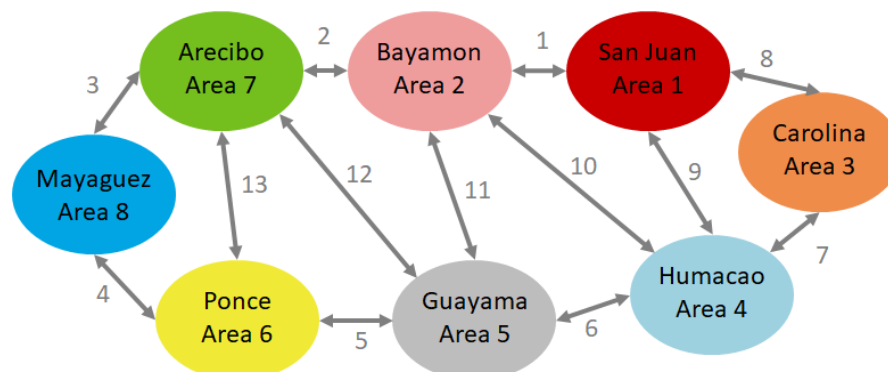 2
1
Arecibo
Area 7
Bayamon
Area 2
San Juan
Area 1
8
3
Carolina
Area 3
Mayaguez
Area 8
13
12
11
10
9
7
4
Ponce
Area 6
5
Guayama
Area 5
6
Humacao
Area 4